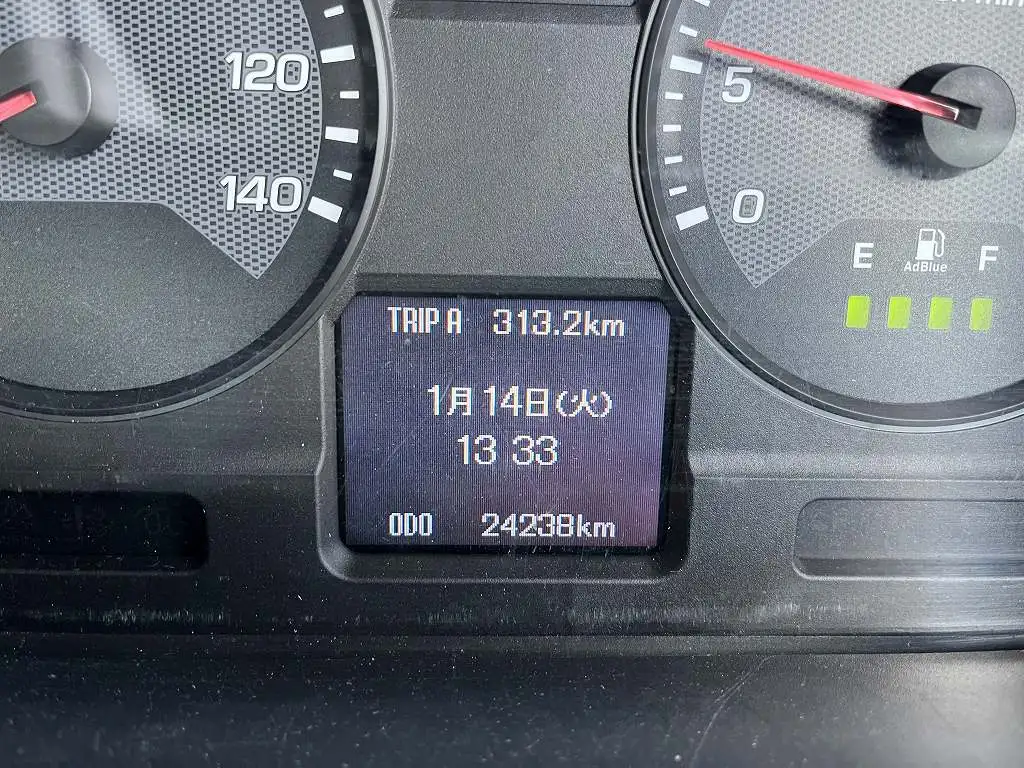 120
140
5
0
E AdBlue F
TRIP A 313.2km
1月14日(火)
13 33
ODO 24238km